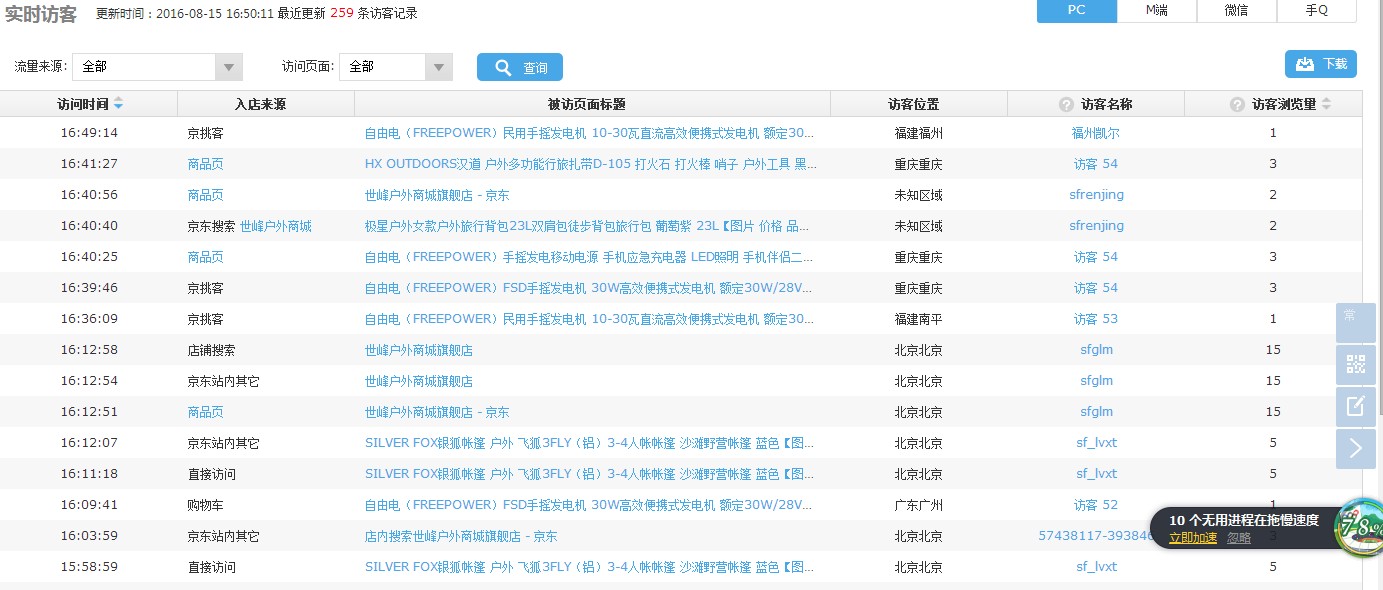 实时访客 更新时间：2016-08-15 16:50:11 最近更新 259 条访客记录 PC M端 微信 手Q
流量来源: 全部 访问页面: 全部 查询 下载
访问时间 入店来源 被访页面标题 访客位置 ? 访客名称 ? 访客浏览量
16:49:14 京挑客 自由电（FREEPOWER）民用手摇发电机 10-30瓦直流高效便携式发电机 额定30... 福建福州 福州凯尔 1
16:41:27 商品页 HX OUTDOORS汉道 户外多功能行旅扎带D-105 打火石 打火棒 哨子 户外工具 黑... 重庆重庆 访客 54 3
16:40:56 商品页 世峰户外商城旗舰店 - 京东 未知区域 sfrenjing 2
16:40:40 京东搜索 世峰户外商城 极星户外女款户外旅行背包23L双肩包徒步背包旅行包 葡萄紫 23L【图片 价格 品... 未知区域 sfrenjing 2
16:40:25 商品页 自由电（FREEPOWER）手摇发电移动电源 手机应急充电器 LED照明 手机伴侣二... 重庆重庆 访客 54 3
16:39:46 京挑客 自由电（FREEPOWER）FSD手摇发电机 30W高效便携式发电机 额定30W/28V... 重庆重庆 访客 54 3
16:36:09 京挑客 自由电（FREEPOWER）民用手摇发电机 10-30瓦直流高效便携式发电机 额定30... 福建南平 访客 53 1
常
16:12:58 店铺搜索 世峰户外商城旗舰店 北京北京 sfglm 15
16:12:54 京东站内其它 世峰户外商城旗舰店 北京北京 sfglm 15
16:12:51 商品页 世峰户外商城旗舰店 - 京东 北京北京 sfglm 15
16:12:07 京东站内其它 SILVER FOX银狐帐篷 户外 飞狐3FLY（铝）3-4人帐帐篷 沙滩野营帐篷 蓝色【图... 北京北京 sf_lvxt 5
16:11:18 直接访问 SILVER FOX银狐帐篷 户外 飞狐3FLY（铝）3-4人帐帐篷 沙滩野营帐篷 蓝色【图... 北京北京 sf_lvxt 5
16:09:41 购物车 自由电（FREEPOWER）FSD手摇发电机 30W高效便携式发电机 额定30W/28V... 广东广州 访客 52 1
10 个无用进程在拖慢速度
立即加速 忽略 78%
16:03:59 京东站内其它 店内搜索世峰户外商城旗舰店 - 京东 北京北京 57438117-393846 3
15:58:59 直接访问 SILVER FOX银狐帐篷 户外 飞狐3FLY（铝）3-4人帐帐篷 沙滩野营帐篷 蓝色【图... 北京北京 sf_lvxt 5